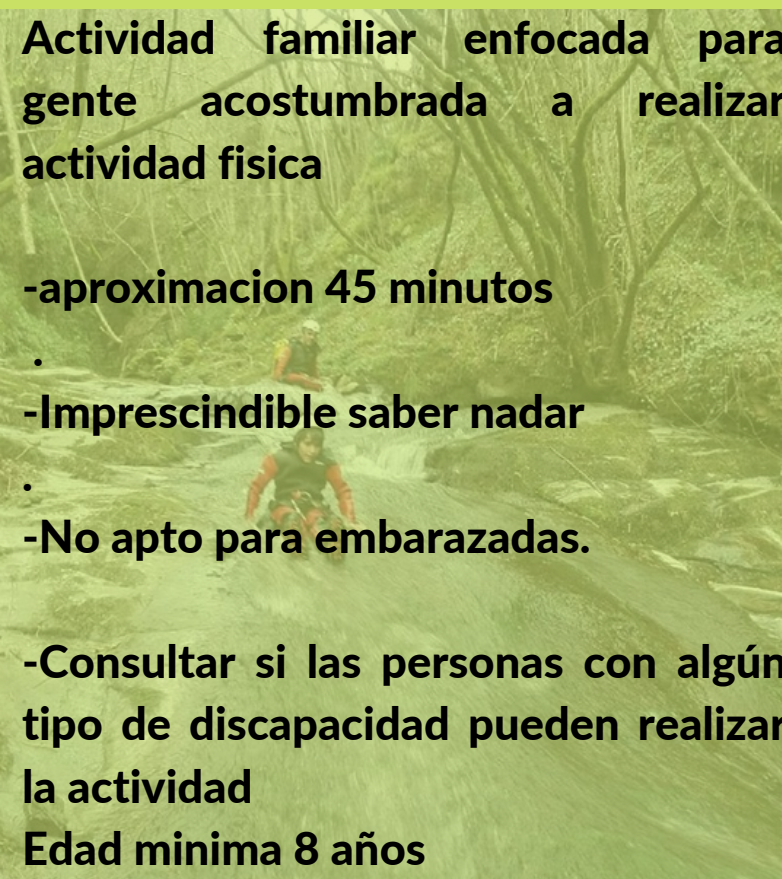 Actividad familiar enfocada para
gente acostumbrada a realizar
actividad fisica
-aproximacion 45 minutos
.
-Imprescindible saber nadar
.
-No apto para embarazadas.
-Consultar si las personas con algún
tipo de discapacidad pueden realizar
la actividad
Edad minima 8 años